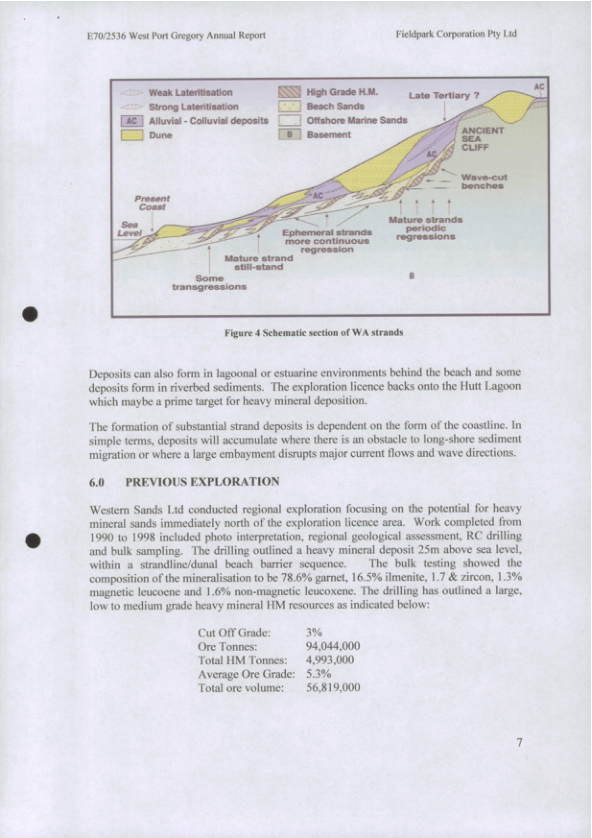 E70/2536 West Port Gregory Annual Report
Fieldpark Corporation Pty Ltd
Weak Lateritisation
Strong Lateritisation
AC Alluvial - Colluvial deposits
Dune
High Grade H.M.
Beach Sands
Offshore Marine Sands
B Basement
Late Tertiary ?
AC
ANCIENT
SEA
CLIFF
AC
Wave-cut
benches
AC
Present
Coast
Sea
Level
Mature strands
periodic
regressions
Ephemeral strands
more continuous
regression
Mature strand
still-stand
Some
transgressions
B
Figure 4 Schematic section of WA strands
Deposits can also form in lagoonal or estuarine environments behind the beach and some
deposits form in riverbed sediments. The exploration licence backs onto the Hutt Lagoon
which maybe a prime target for heavy mineral deposition.
The formation of substantial strand deposits is dependent on the form of the coastline. In
simple terms, deposits will accumulate where there is an obstacle to long-shore sediment
migration or where a large embayment disrupts major current flows and wave directions.
6.0 PREVIOUS EXPLORATION
Western Sands Ltd conducted regional exploration focusing on the potential for heavy
mineral sands immediately north of the exploration licence area. Work completed from
1990 to 1998 included photo interpretation, regional geological assessment, RC drilling
and bulk sampling. The drilling outlined a heavy mineral deposit 25m above sea level,
within a strandline/dunal beach barrier sequence. The bulk testing showed the
composition of the mineralisation to be 78.6% garnet, 16.5% ilmenite, 1.7 & zircon, 1.3%
magnetic leucoene and 1.6% non-magnetic leucoxene. The drilling has outlined a large,
low to medium grade heavy mineral HM resources as indicated below:
Cut Off Grade: 3%
Ore Tonnes: 94,044,000
Total HM Tonnes: 4,993,000
Average Ore Grade: 5.3%
Total ore volume: 56,819,000
7